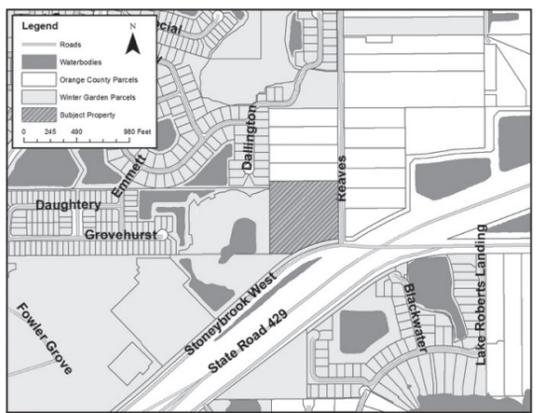 Legend
N
Roads
Waterbodies
Orange County Parcels
Winter Garden Parcels
Subject Property
0 245 490 980 Feet
Dallington
Emmett
Reaves
Daughtery
Grovehurst
Stoneybrook West
State Road 429
Fowler Grove
Blackwater
Lake Roberts Landing